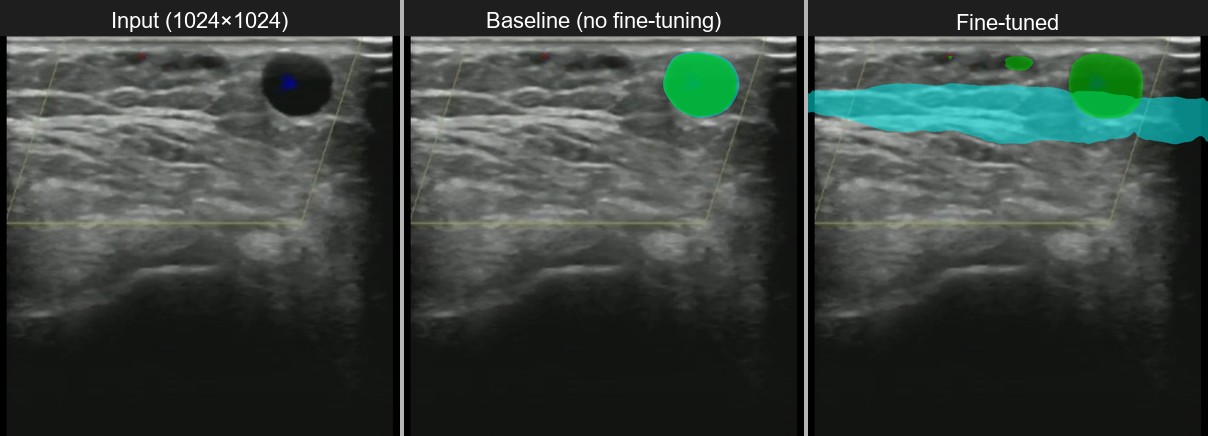 Input (1024×1024)
Baseline (no fine-tuning)
Fine-tuned